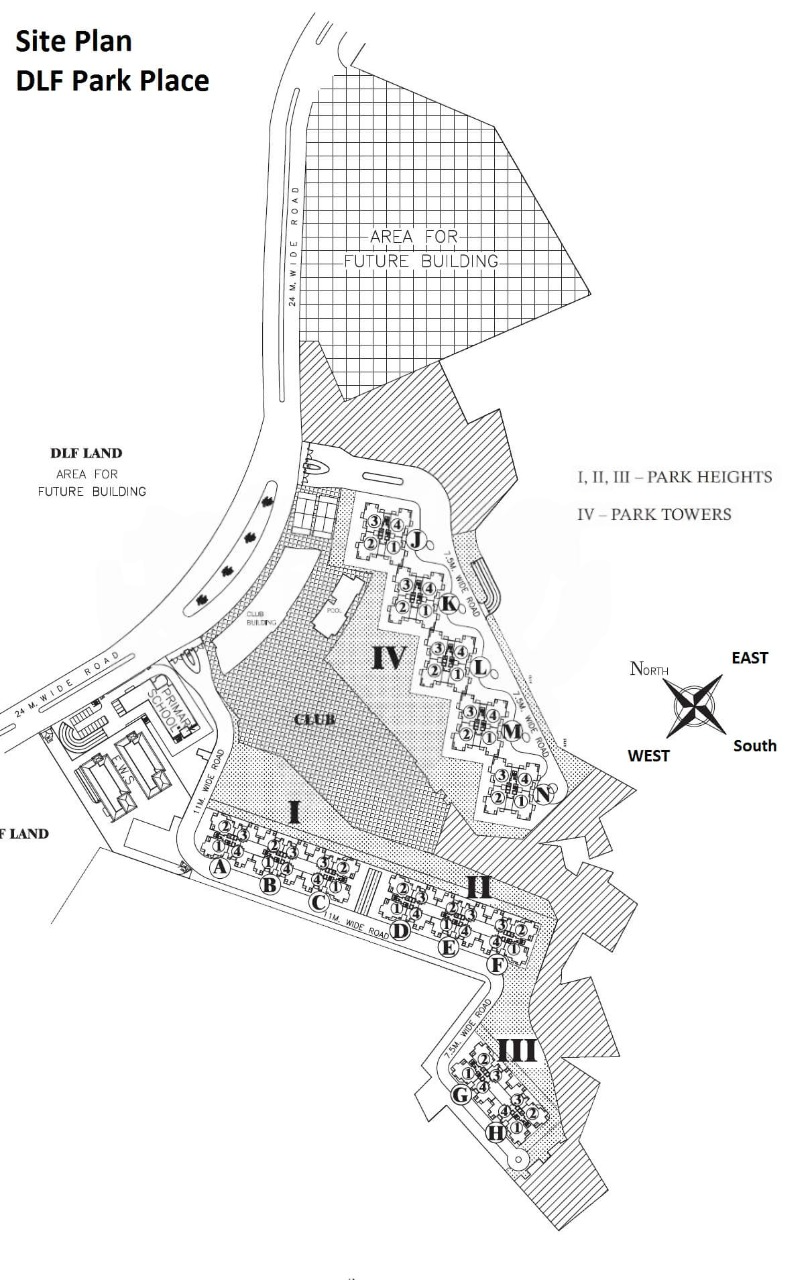 Site Plan
DLF Park Place
24 M. WIDE ROAD
AREA FOR
FUTURE BUILDING
DLF LAND
AREA FOR
FUTURE BUILDING
I, II, III – PARK HEIGHTS
IV – PARK TOWERS
3 4
2 1
J
7.5M. WIDE ROAD
3 4
2 1
K
CLUB
BUILDING
POOL
IV
3 4
2 1
L
24 M. WIDE ROAD
NORTH
EAST
WEST
South
PRIMARY
SCHOOL
CLUB
3 4
2 1
M
7.5M. WIDE ROAD
E.W.S.
3 4
2 1
N
11M. WIDE ROAD
I
F LAND
2 3
1 4
A
2 3
1 4
B
3 2
4 1
C
II
11M. WIDE ROAD
2 3
1 4
D
2 3
1 4
E
3 2
4 1
F
7.5M. WIDE ROAD
III
2
1 3
4
G
3
4 2
1
H